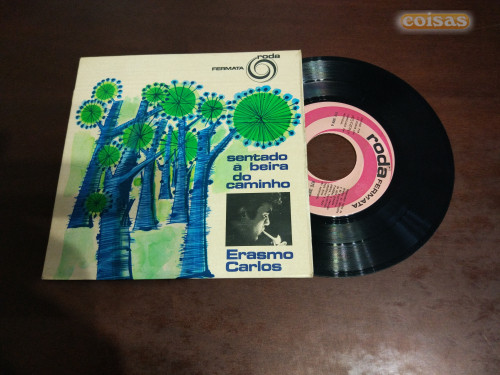 coisas
roda
FERMATA
sentado
à beira
do
caminho
Erasmo
Carlos
roda
FERMATA